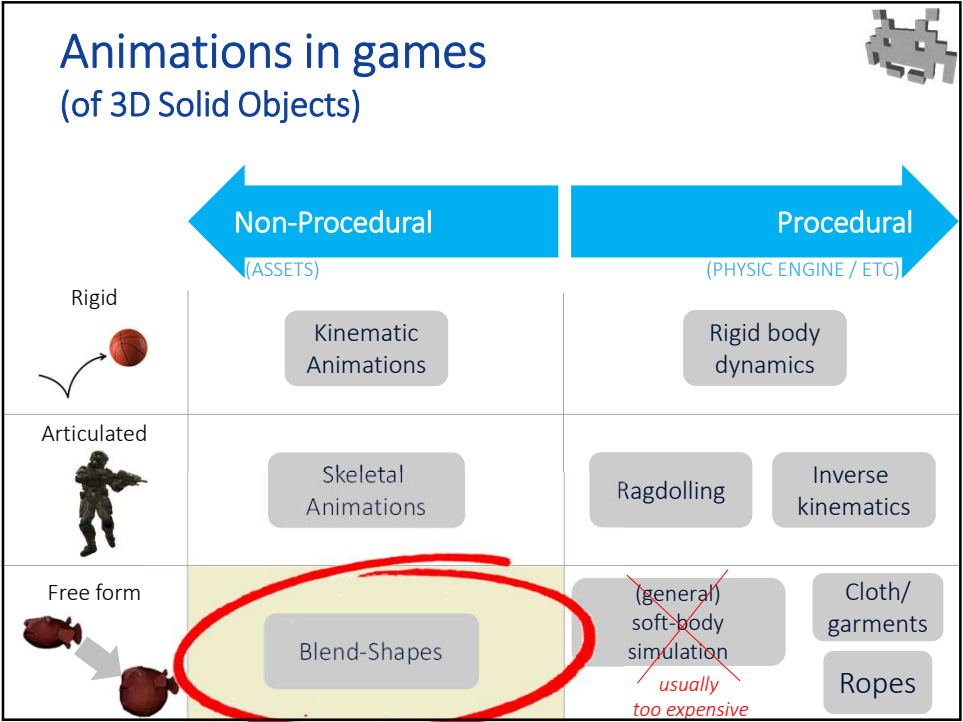 Animations in games
(of 3D Solid Objects)
Non-Procedural
Procedural
(ASSETS)
(PHYSIC ENGINE / ETC)
Rigid
Kinematic
Animations
Rigid body
dynamics
Articulated
Skeletal
Animations
Ragdolling
Inverse
kinematics
Free form
Blend-Shapes
(general)
soft-body
simulation
usually
too expensive
Cloth/
garments
Ropes